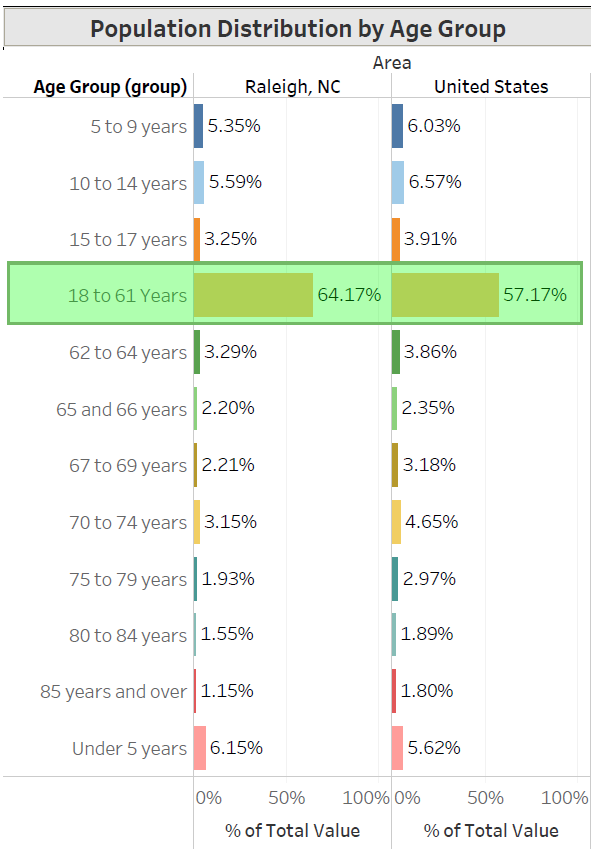 Population Distribution by Age Group
Area
Age Group (group) Raleigh, NC United States
5 to 9 years 5.35% 6.03%
10 to 14 years 5.59% 6.57%
15 to 17 years 3.25% 3.91%
18 to 61 Years 64.17% 57.17%
62 to 64 years 3.29% 3.86%
65 and 66 years 2.20% 2.35%
67 to 69 years 2.21% 3.18%
70 to 74 years 3.15% 4.65%
75 to 79 years 1.93% 2.97%
80 to 84 years 1.55% 1.89%
85 years and over 1.15% 1.80%
Under 5 years 6.15% 5.62%
0% 50% 100% 0% 50% 100%
% of Total Value % of Total Value